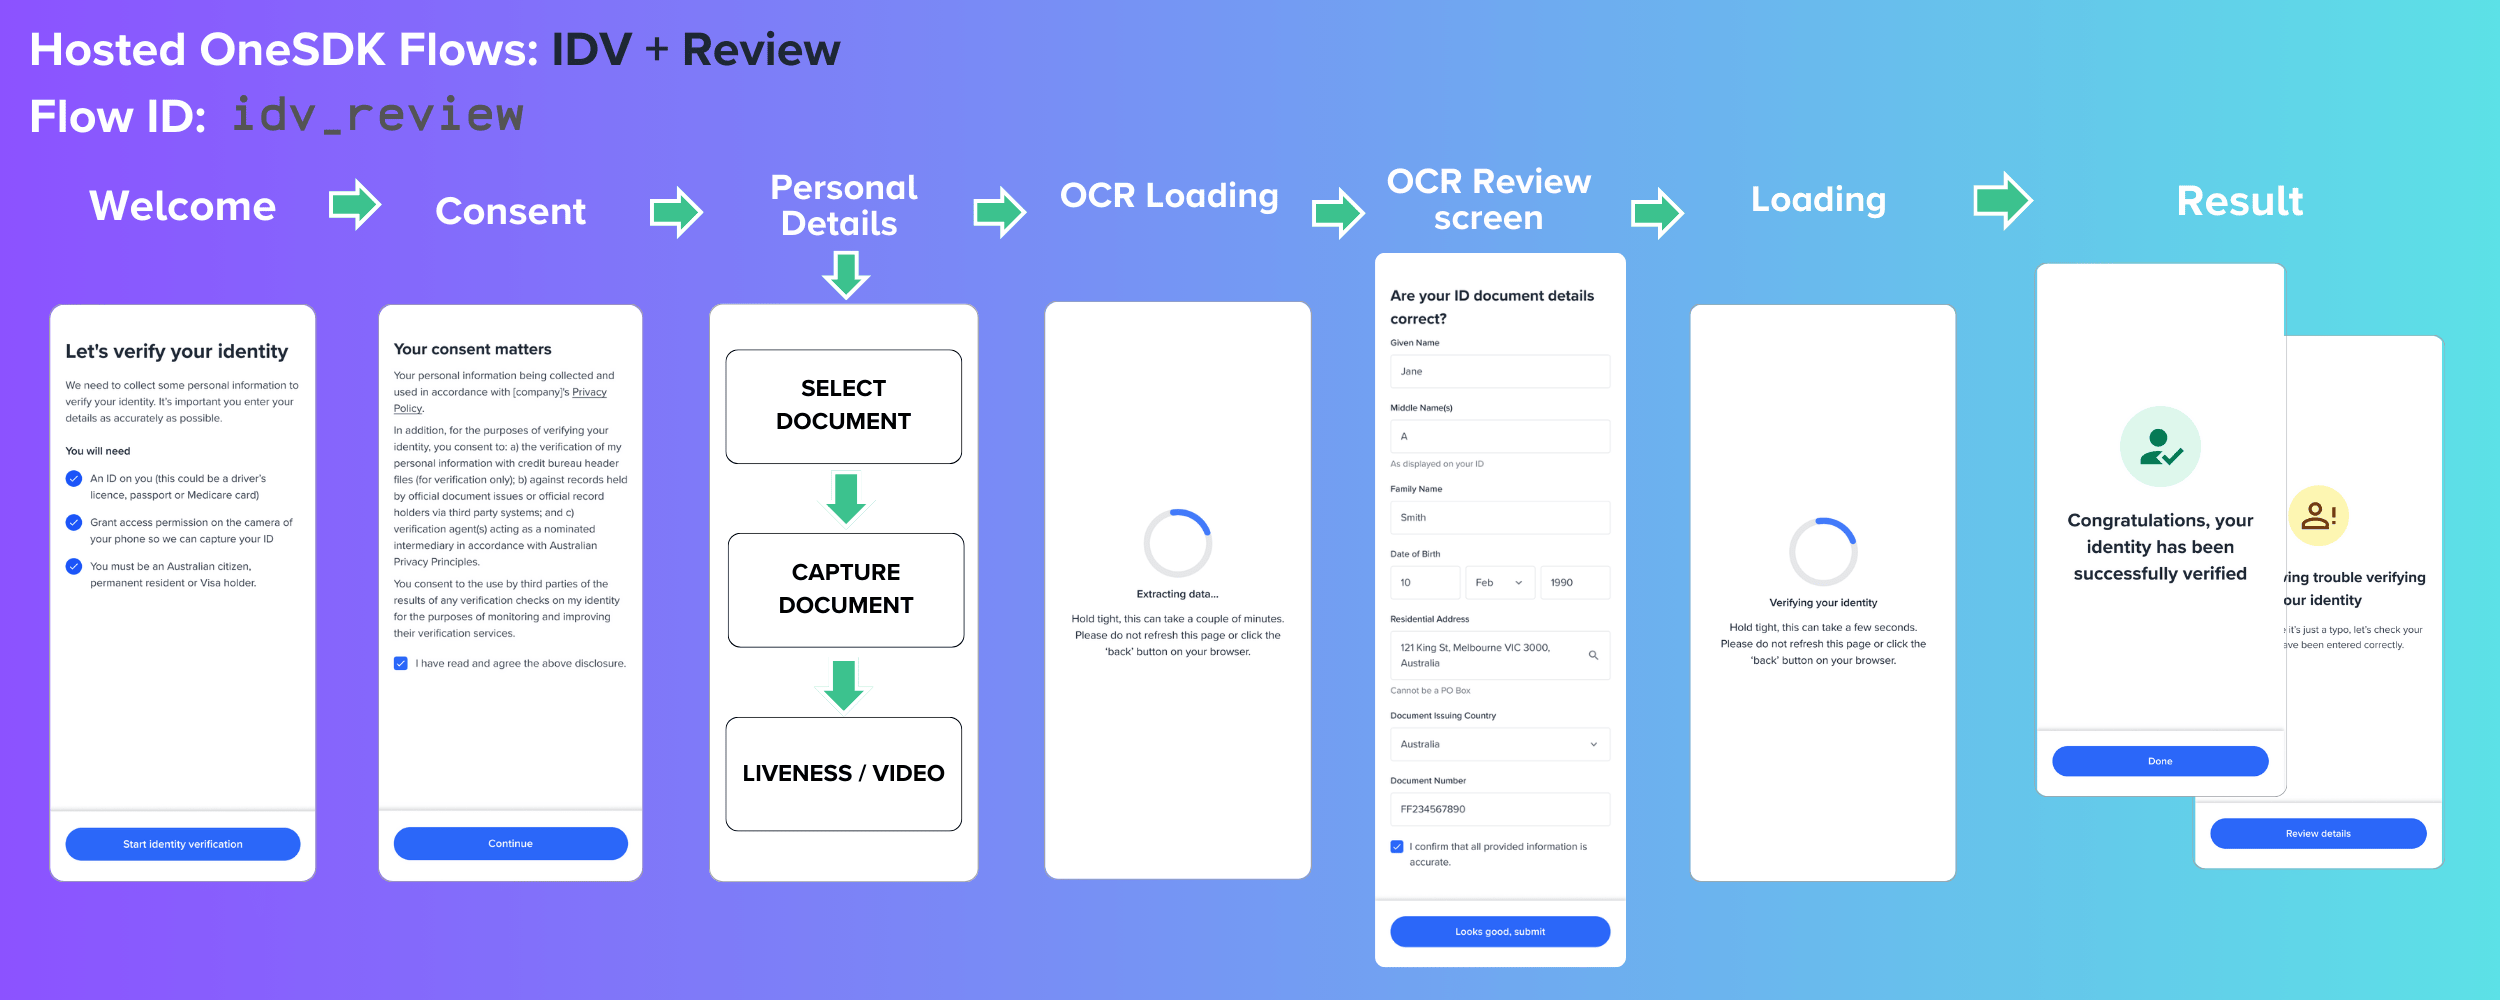 Hosted OneSDK Flows: IDV + Review
Flow ID: idv_review
Welcome
Consent
Personal
Details
OCR Loading
OCR Review
screen
Loading
Result
Let's verify your identity
We need to collect some personal information to
verify your identity. It's important you enter your
details as accurately as possible.
You will need
An ID on you (this could be a driver's
licence, passport or Medicare card)
Grant access permission on the camera of
your phone so we can capture your ID
You must be an Australian citizen,
permanent resident or Visa holder.
Start identity verification
Your consent matters
Your personal information being collected and
used in accordance with [company]'s Privacy
Policy.
In addition, for the purposes of verifying your
identity, you consent to: a) the verification of my
personal information with credit bureau header
files (for verification only); b) against records held
by official document issues or official record
holders via third party systems; and c)
verification agent(s) acting as a nominated
intermediary in accordance with Australian
Privacy Principles.
You consent to the use by third parties of the
results of any verification checks on my identity
for the purposes of monitoring and improving
their verification services.
I have read and agree the above disclosure.
Continue
SELECT
DOCUMENT
CAPTURE
DOCUMENT
LIVENESS / VIDEO
Extracting data...
Hold tight, this can take a couple of minutes.
Please do not refresh this page or click the
'back' button on your browser.
Are your ID document details
correct?
Given Name
Jane
Middle Name(s)
A
As displayed on your ID
Family Name
Smith
Date of Birth
10 Feb 1990
Residential Address
121 King St, Melbourne VIC 3000,
Australia
Cannot be a PO Box
Document Issuing Country
Australia
Document Number
FF234567890
I confirm that all provided information is
accurate.
Looks good, submit
Verifying your identity
Hold tight, this can take a few seconds.
Please do not refresh this page or click the
'back' button on your browser.
Congratulations, your
identity has been
successfully verified
Done
trouble verifying
identity
it's just a typo, let's check your
been entered correctly.
Review details